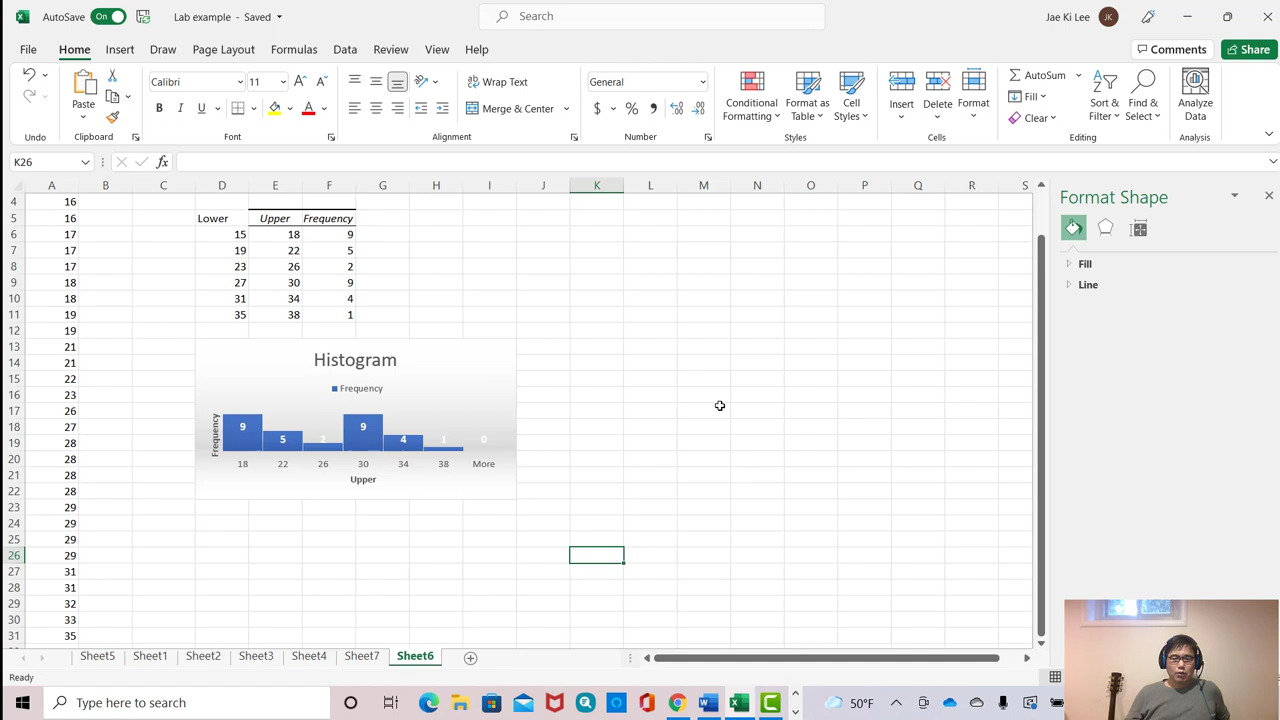 AutoSave On Lab example - Saved Search Jae Ki Lee JK
File Home Insert Draw Page Layout Formulas Data Review View Help Comments Share
Paste Calibri 11 B I U A A Wrap Text Merge & Center General $ % Conditional Formatting Format as Table Cell Styles Insert Delete Format AutoSum Fill Clear Sort & Filter Find & Select Analyze Data
Undo Clipboard Font Alignment Number Styles Cells Editing Analysis
K26 fx
A B C D E F G H I J K L M N O P Q R S
4 16
5 16 Lower Upper Frequency
6 17 15 18 9
7 17 19 22 5
8 17 23 26 2
9 18 27 30 9
10 18 31 34 4
11 19 35 38 1
12 19
13 21
14 21
15 22
16 23
17 26
18 27
19 28
20 28
21 28
22 28
23 29
24 29
25 29
26 29
27 31
28 31
29 32
30 33
31 35
Histogram
Frequency
Frequency
9 5 2 9 4 1 0
18 22 26 30 34 38 More
Upper
Format Shape
Fill
Line
Sheet5 Sheet1 Sheet2 Sheet3 Sheet4 Sheet7 Sheet6
Ready
Type here to search 50°F